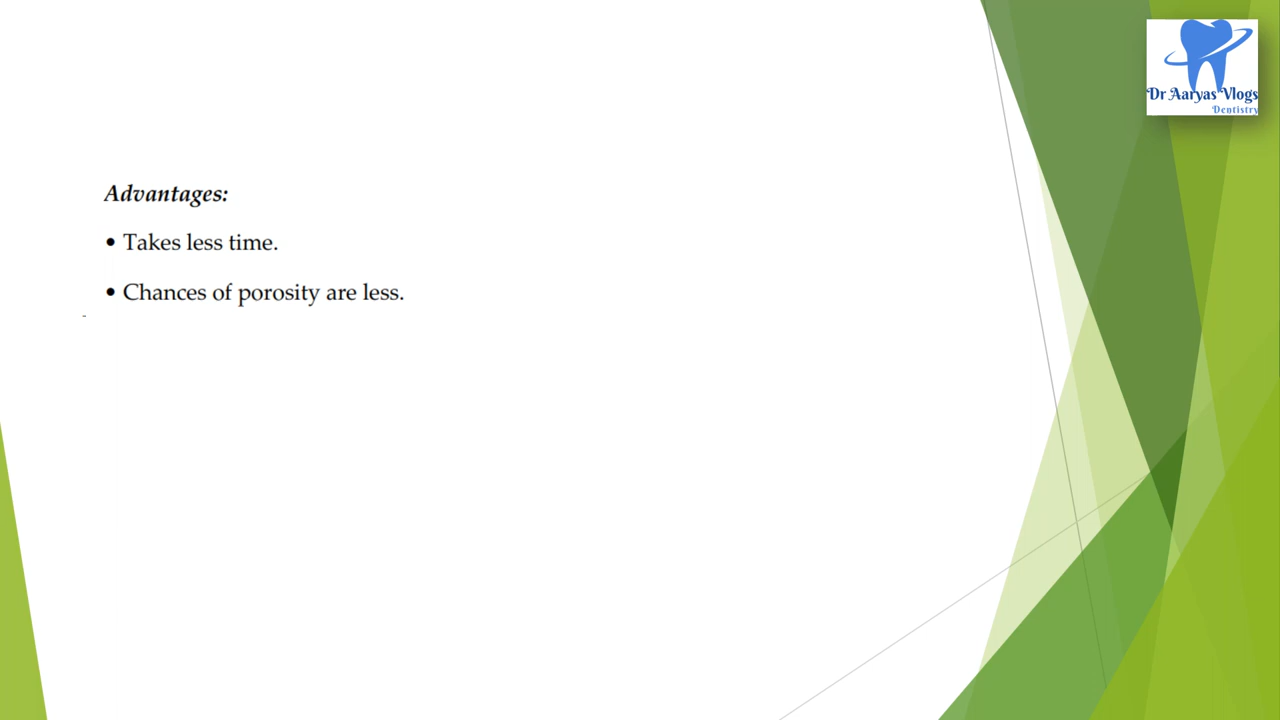 Dr Aaryas Vlogs
Dentistry
Advantages:
• Takes less time.
• Chances of porosity are less.